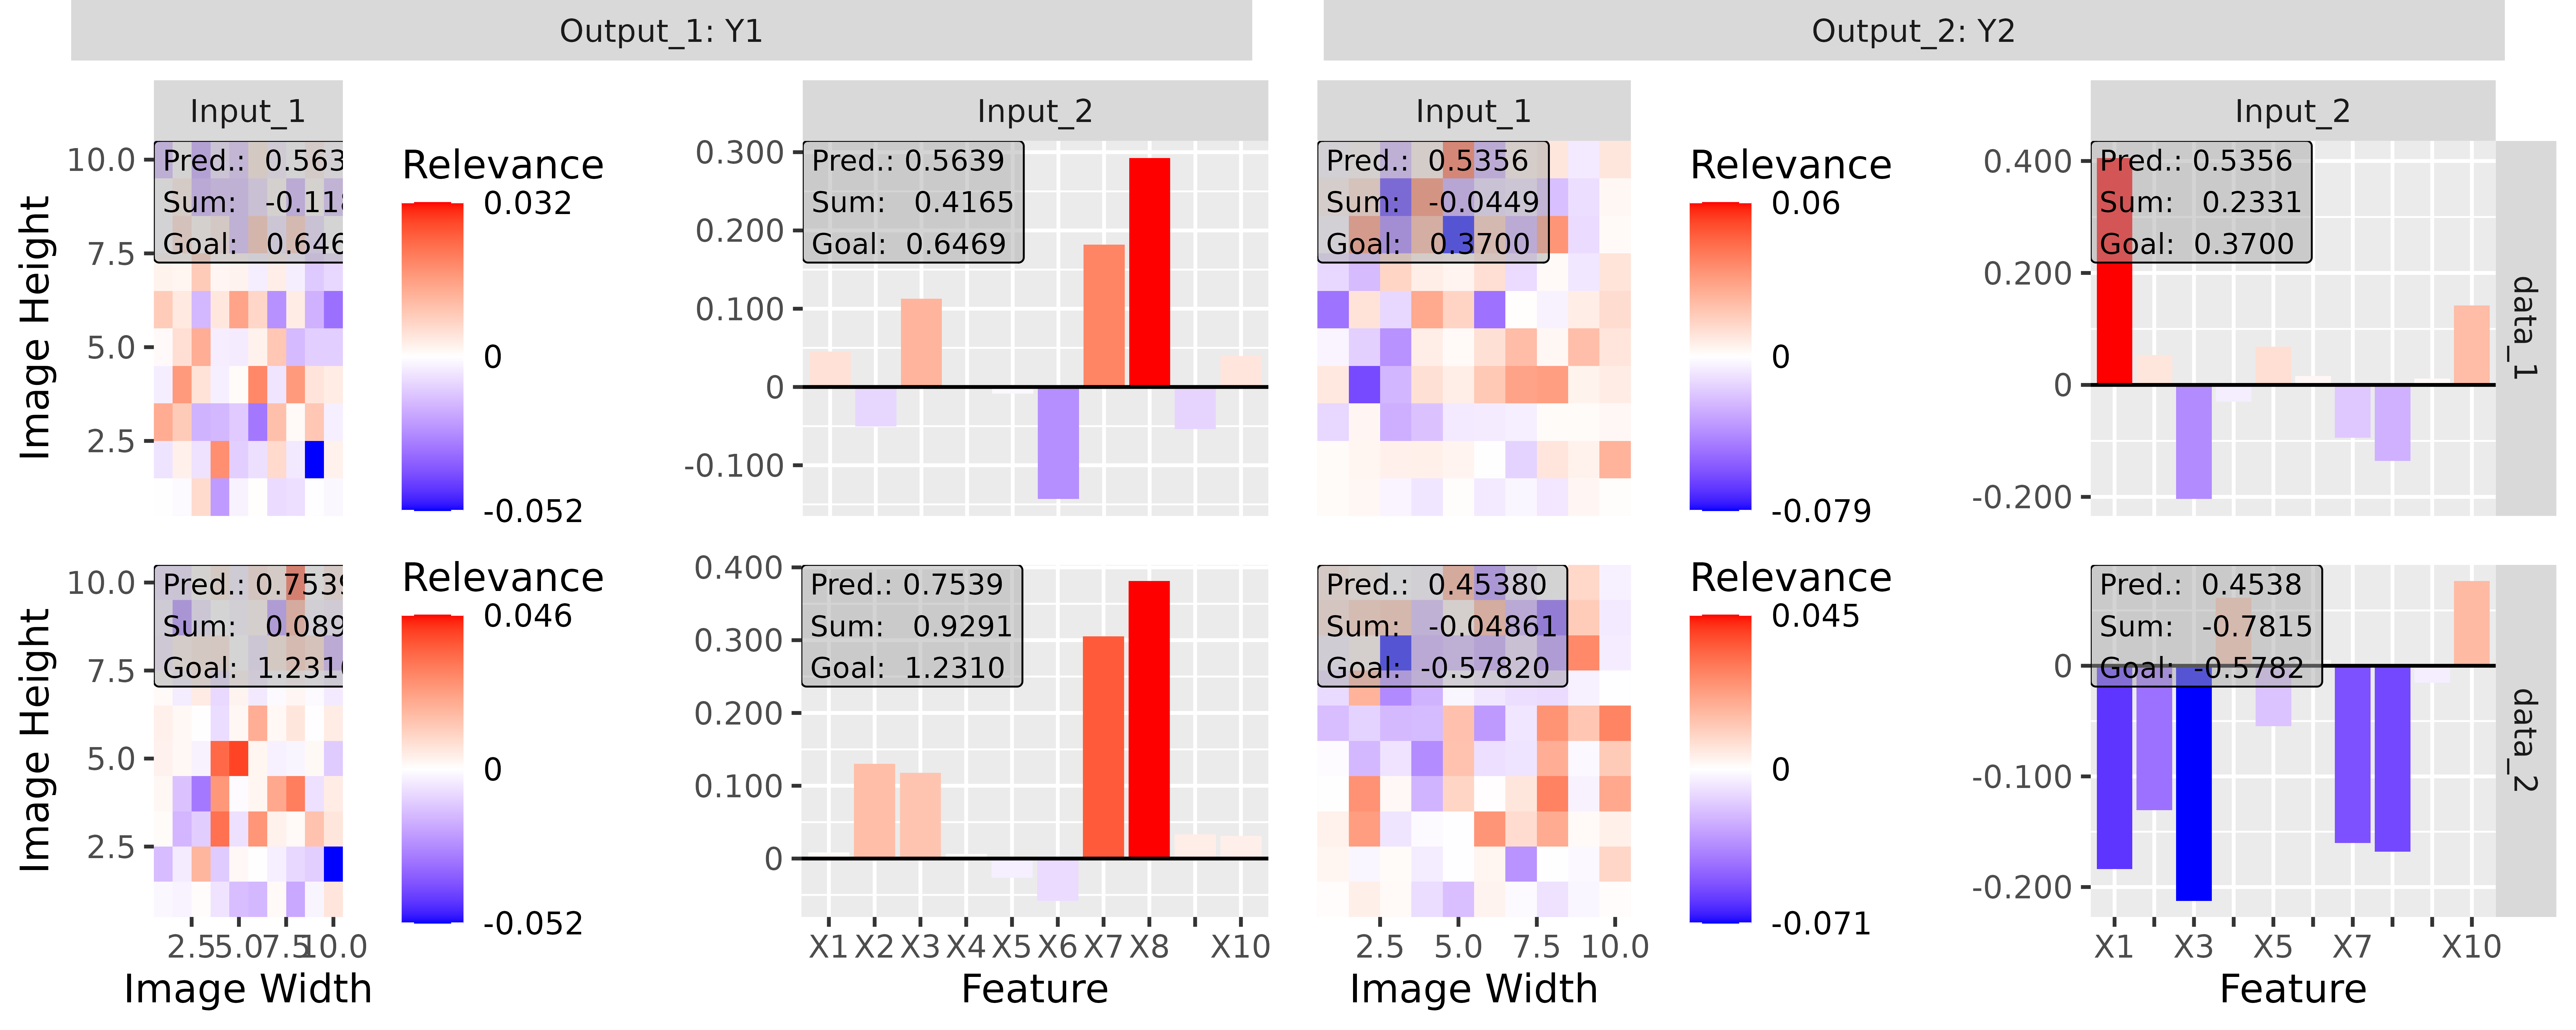 Output_1: Y1
Output_2: Y2
Input_1
Input_2
Input_1
Input_2
Image Height
10.0
7.5
5.0
2.5
Pred.: 0.563
Sum: -0.118
Goal: 0.646
Relevance
0.032
0
-0.052
0.300
0.200
0.100
0
-0.100
Pred.: 0.5639
Sum: 0.4165
Goal: 0.6469
Pred.: 0.5356
Sum: -0.0449
Goal: 0.3700
Relevance
0.06
0
-0.079
0.400
0.200
0
-0.200
Pred.: 0.5356
Sum: 0.2331
Goal: 0.3700
data_1
Image Height
10.0
7.5
5.0
2.5
Pred.: 0.7539
Sum: 0.089
Goal: 1.2310
Relevance
0.046
0
-0.052
0.400
0.300
0.200
0.100
0
Pred.: 0.7539
Sum: 0.9291
Goal: 1.2310
Pred.: 0.45380
Sum: -0.04861
Goal: -0.57820
Relevance
0.045
0
-0.071
0
-0.100
-0.200
Pred.: 0.4538
Sum: -0.7815
Goal: -0.5782
data_2
2.5 5.0 7.5 10.0
X1 X2 X3 X4 X5 X6 X7 X8 X10
2.5 5.0 7.5 10.0
X1 X3 X5 X7 X10
Image Width
Feature
Image Width
Feature